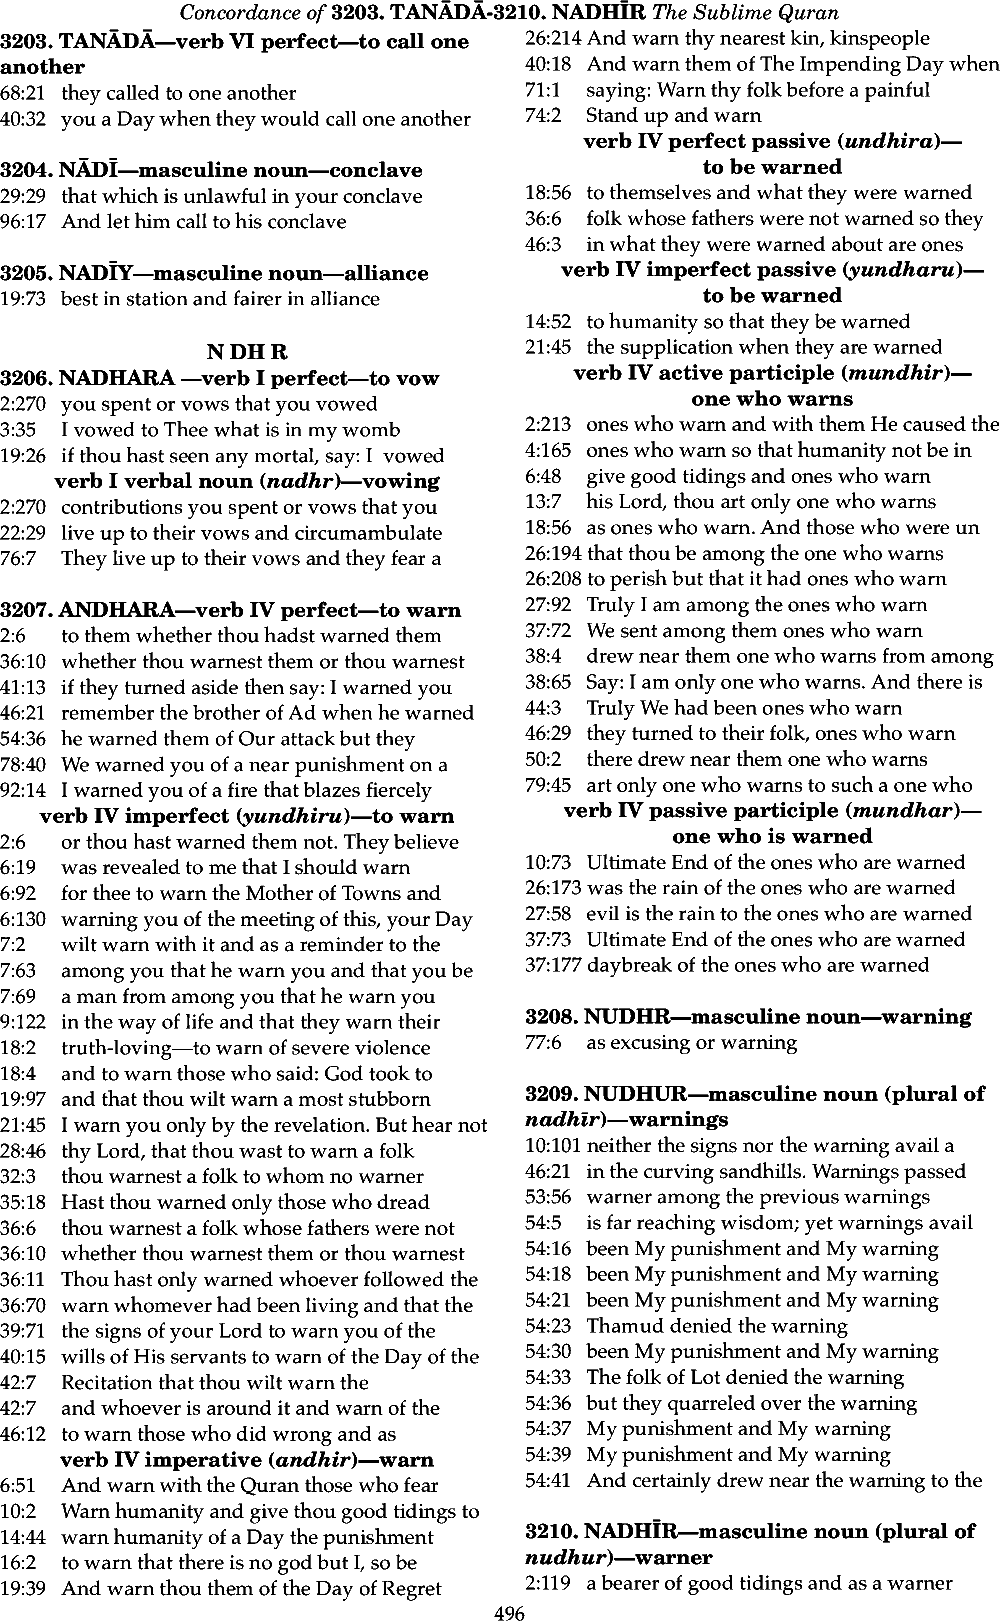 Concordance of 3203. TANĀDĀ-3210. NADHĪR The Sublime Quran
3203. TANĀDĀ—verb VI perfect—to call one
another
68:21 they called to one another
40:32 you a Day when they would call one another
3204. NĀDĪ—masculine noun—conclave
29:29 that which is unlawful in your conclave
96:17 And let him call to his conclave
3205. NADĪY—masculine noun—alliance
19:73 best in station and fairer in alliance
N DH R
3206. NADHARA —verb I perfect—to vow
2:270 you spent or vows that you vowed
3:35 I vowed to Thee what is in my womb
19:26 if thou hast seen any mortal, say: I vowed
verb I verbal noun (nadhr)—vowing
2:270 contributions you spent or vows that you
22:29 live up to their vows and circumambulate
76:7 They live up to their vows and they fear a
3207. ANDHARA—verb IV perfect—to warn
2:6 to them whether thou hadst warned them
36:10 whether thou warnest them or thou warnest
41:13 if they turned aside then say: I warned you
46:21 remember the brother of Ad when he warned
54:36 he warned them of Our attack but they
78:40 We warned you of a near punishment on a
92:14 I warned you of a fire that blazes fiercely
verb IV imperfect (yundhiru)—to warn
2:6 or thou hast warned them not. They believe
6:19 was revealed to me that I should warn
6:92 for thee to warn the Mother of Towns and
6:130 warning you of the meeting of this, your Day
7:2 wilt warn with it and as a reminder to the
7:63 among you that he warn you and that you be
7:69 a man from among you that he warn you
9:122 in the way of life and that they warn their
18:2 truth-loving—to warn of severe violence
18:4 and to warn those who said: God took to
19:97 and that thou wilt warn a most stubborn
21:45 I warn you only by the revelation. But hear not
28:46 thy Lord, that thou wast to warn a folk
32:3 thou warnest a folk to whom no warner
35:18 Hast thou warned only those who dread
36:6 thou warnest a folk whose fathers were not
36:10 whether thou warnest them or thou warnest
36:11 Thou hast only warned whoever followed the
36:70 warn whomever had been living and that the
39:71 the signs of your Lord to warn you of the
40:15 wills of His servants to warn of the Day of the
42:7 Recitation that thou wilt warn the
42:7 and whoever is around it and warn of the
46:12 to warn those who did wrong and as
verb IV imperative (andhir)—warn
6:51 And warn with the Quran those who fear
10:2 Warn humanity and give thou good tidings to
14:44 warn humanity of a Day the punishment
16:2 to warn that there is no god but I, so be
19:39 And warn thou them of the Day of Regret
26:214 And warn thy nearest kin, kinspeople
40:18 And warn them of The Impending Day when
71:1 saying: Warn thy folk before a painful
74:2 Stand up and warn
verb IV perfect passive (undhira)—
to be warned
18:56 to themselves and what they were warned
36:6 folk whose fathers were not warned so they
46:3 in what they were warned about are ones
verb IV imperfect passive (yundharu)—
to be warned
14:52 to humanity so that they be warned
21:45 the supplication when they are warned
verb IV active participle (mundhir)—
one who warns
2:213 ones who warn and with them He caused the
4:165 ones who warn so that humanity not be in
6:48 give good tidings and ones who warn
13:7 his Lord, thou art only one who warns
18:56 as ones who warn. And those who were un
26:194 that thou be among the one who warns
26:208 to perish but that it had ones who warn
27:92 Truly I am among the ones who warn
37:72 We sent among them ones who warn
38:4 drew near them one who warns from among
38:65 Say: I am only one who warns. And there is
44:3 Truly We had been ones who warn
46:29 they turned to their folk, ones who warn
50:2 there drew near them one who warns
79:45 art only one who warns to such a one who
verb IV passive participle (mundhar)—
one who is warned
10:73 Ultimate End of the ones who are warned
26:173 was the rain of the ones who are warned
27:58 evil is the rain to the ones who are warned
37:73 Ultimate End of the ones who are warned
37:177 daybreak of the ones who are warned
3208. NUDHR—masculine noun—warning
77:6 as excusing or warning
3209. NUDHUR—masculine noun (plural of
nadhīr)—warnings
10:101 neither the signs nor the warning avail a
46:21 in the curving sandhills. Warnings passed
53:56 warner among the previous warnings
54:5 is far reaching wisdom; yet warnings avail
54:16 been My punishment and My warning
54:18 been My punishment and My warning
54:21 been My punishment and My warning
54:23 Thamud denied the warning
54:30 been My punishment and My warning
54:33 The folk of Lot denied the warning
54:36 but they quarreled over the warning
54:37 My punishment and My warning
54:39 My punishment and My warning
54:41 And certainly drew near the warning to the
3210. NADHĪR—masculine noun (plural of
nudhur)—warner
2:119 a bearer of good tidings and as a warner
496